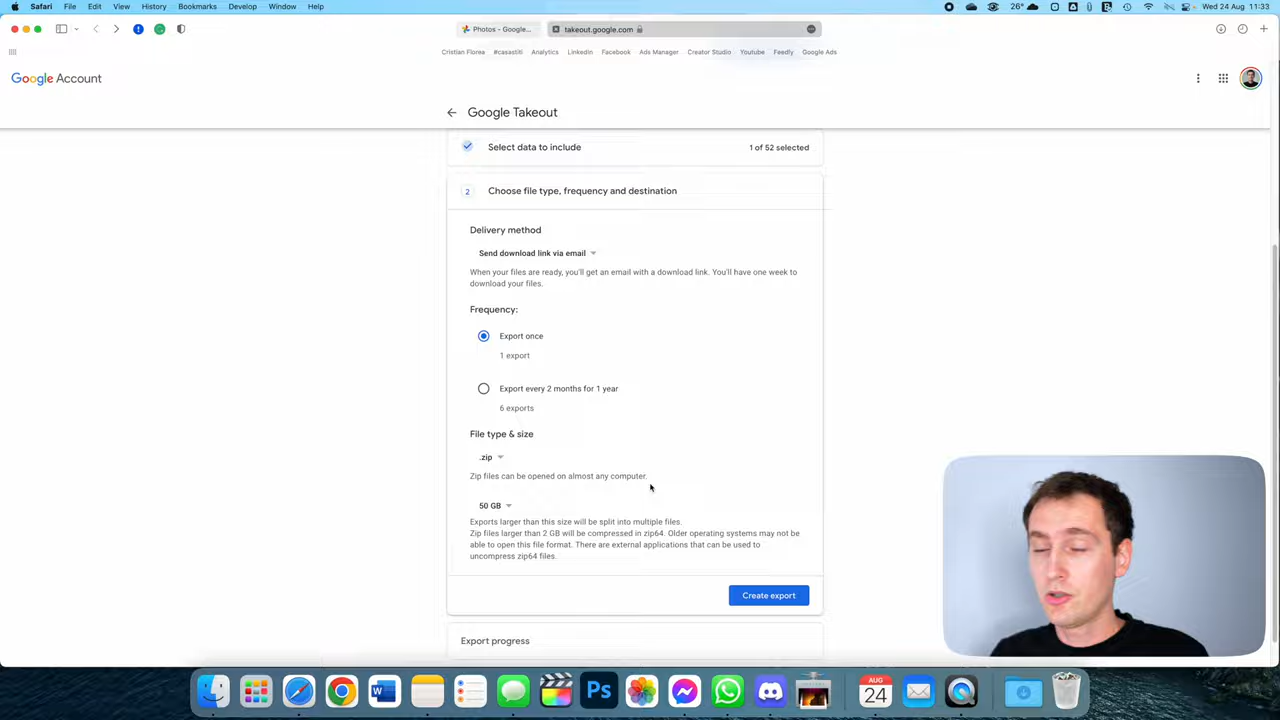 Safari File Edit View History Bookmarks Develop Window Help 26° Wed 24 Aug 11:33
Photos - Google... takeout.google.com
Cristian Florea #casastiti Analytics Linkedin Facebook Ads Manager Creator Studio Youtube Feedly Google Ads
Google Account
Google Takeout
Select data to include 1 of 52 selected
2 Choose file type, frequency and destination
Delivery method
Send download link via email
When your files are ready, you'll get an email with a download link. You'll have one week to
download your files.
Frequency:
Export once
1 export
Export every 2 months for 1 year
6 exports
File type & size
.zip
Zip files can be opened on almost any computer.
50 GB
Exports larger than this size will be split into multiple files.
Zip files larger than 2 GB will be compressed in zip64. Older operating systems may not be
able to open this file format. There are external applications that can be used to
uncompress zip64 files.
Create export
Export progress
W Ps AUG
24